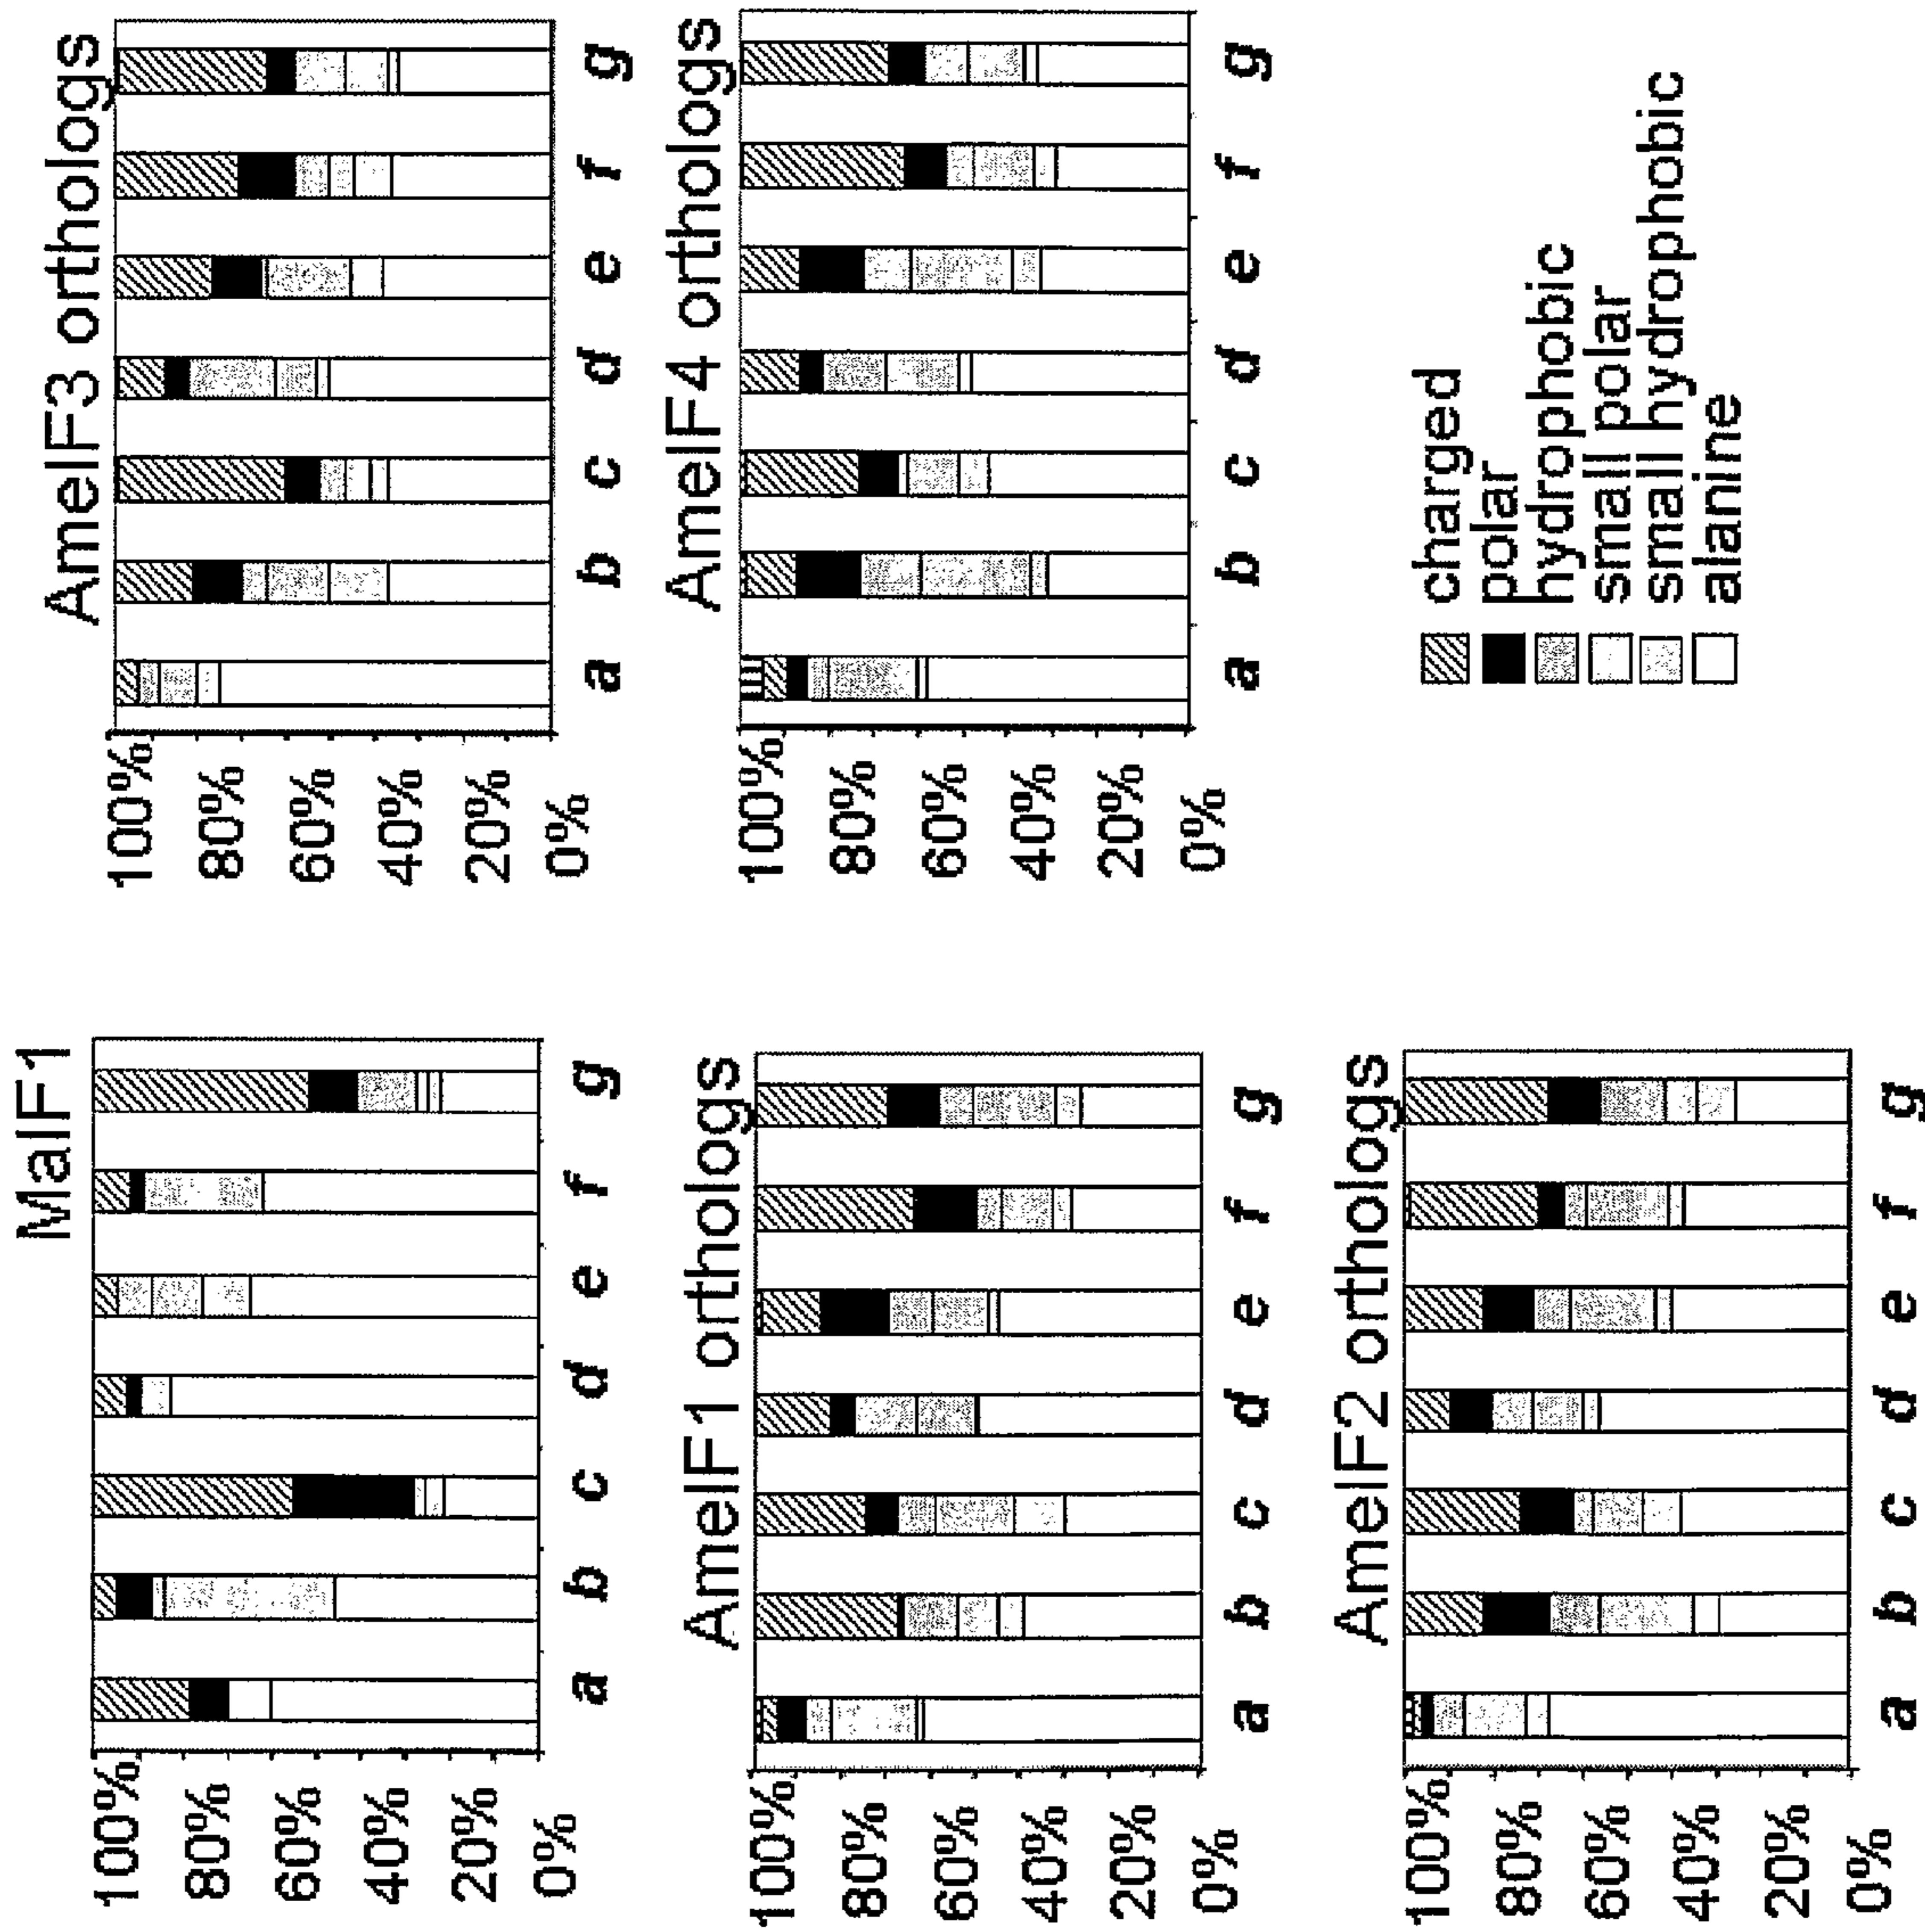 MalF1
100%
80%
60%
40%
20%
0%
a b c d e f g
AmelF1 orthologs
100%
80%
60%
40%
20%
0%
a b c d e f g
AmelF2 orthologs
100%
80%
60%
40%
20%
0%
a b c d e f g
AmelF3 orthologs
100%
80%
60%
40%
20%
0%
a b c d e f g
AmelF4 orthologs
100%
80%
60%
40%
20%
0%
a b c d e f g
charged
polar
hydrophobic
small polar
small hydrophobic
alanine